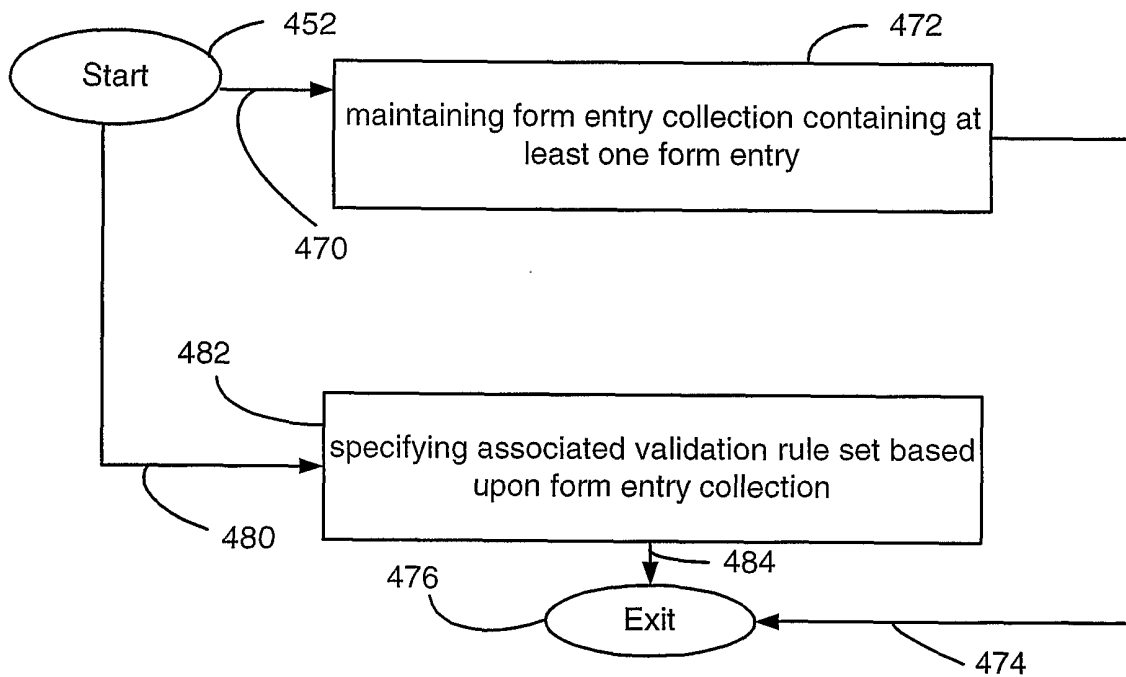 452
Start
472
maintaining form entry collection containing at
least one form entry
470
482
specifying associated validation rule set based
upon form entry collection
480
484
476
Exit
474